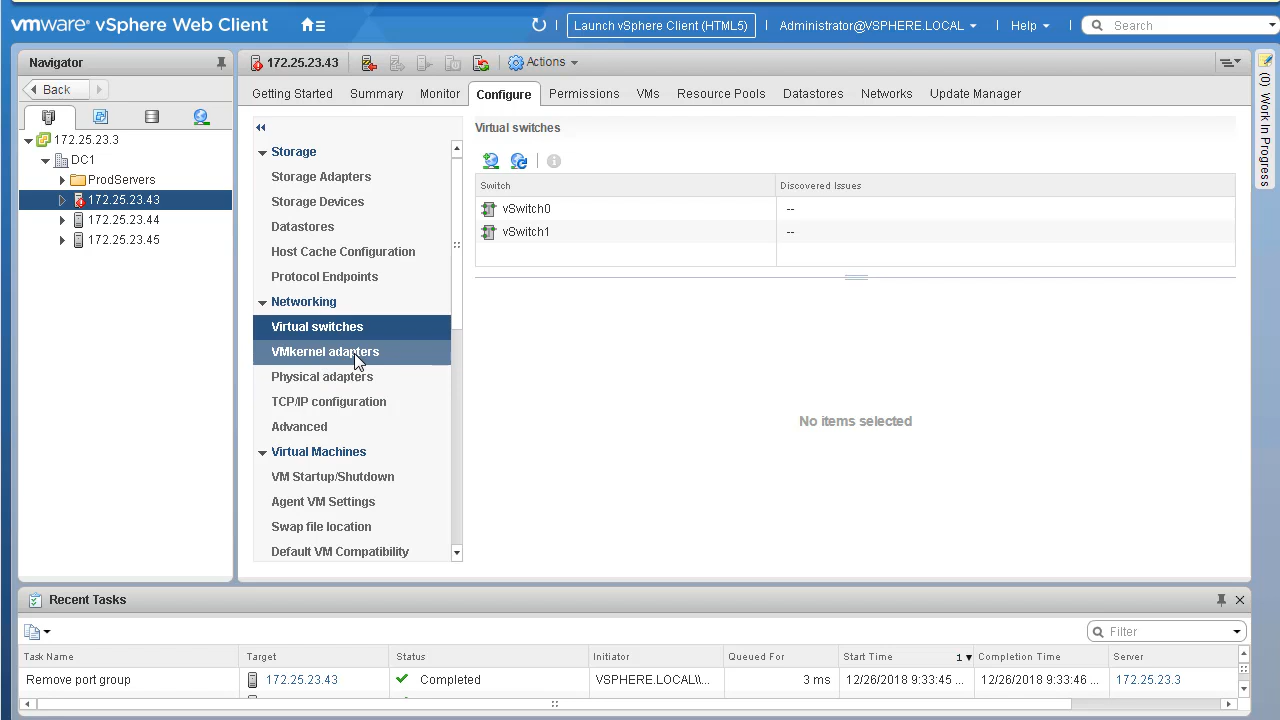 vmware® vSphere Web Client
Launch vSphere Client (HTML5)
Administrator@VSPHERE.LOCAL
Help
Search
Navigator
Back
172.25.23.3
DC1
ProdServers
172.25.23.43
172.25.23.44
172.25.23.45
172.25.23.43
Actions
Getting Started
Summary
Monitor
Configure
Permissions
VMs
Resource Pools
Datastores
Networks
Update Manager
Storage
Storage Adapters
Storage Devices
Datastores
Host Cache Configuration
Protocol Endpoints
Networking
Virtual switches
VMkernel adapters
Physical adapters
TCP/IP configuration
Advanced
Virtual Machines
VM Startup/Shutdown
Agent VM Settings
Swap file location
Default VM Compatibility
Virtual switches
Switch Discovered Issues
vSwitch0 --
vSwitch1 --
No items selected
(0) Work In Progress
Recent Tasks
Filter
Task Name Target Status Initiator Queued For Start Time 1 Completion Time Server
Remove port group 172.25.23.43 Completed VSPHERE.LOCAL\\... 3 ms 12/26/2018 9:33:45 ... 12/26/2018 9:33:46 ... 172.25.23.3